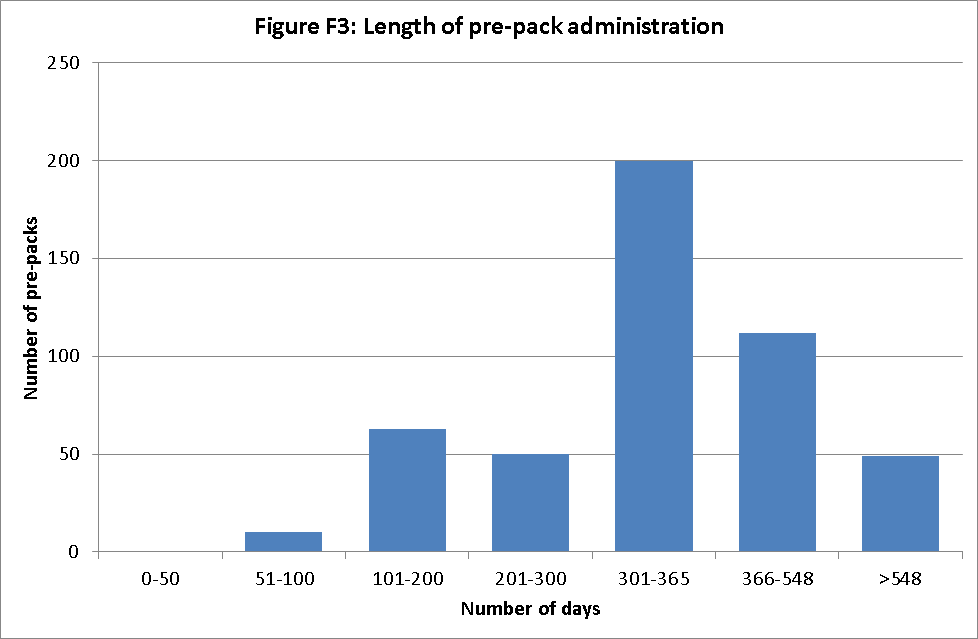 Figure F3: Length of pre-pack administration
250
200
150
100
50
0
Number of pre-packs
0-50 51-100 101-200 201-300 301-365 366-548 >548
Number of days